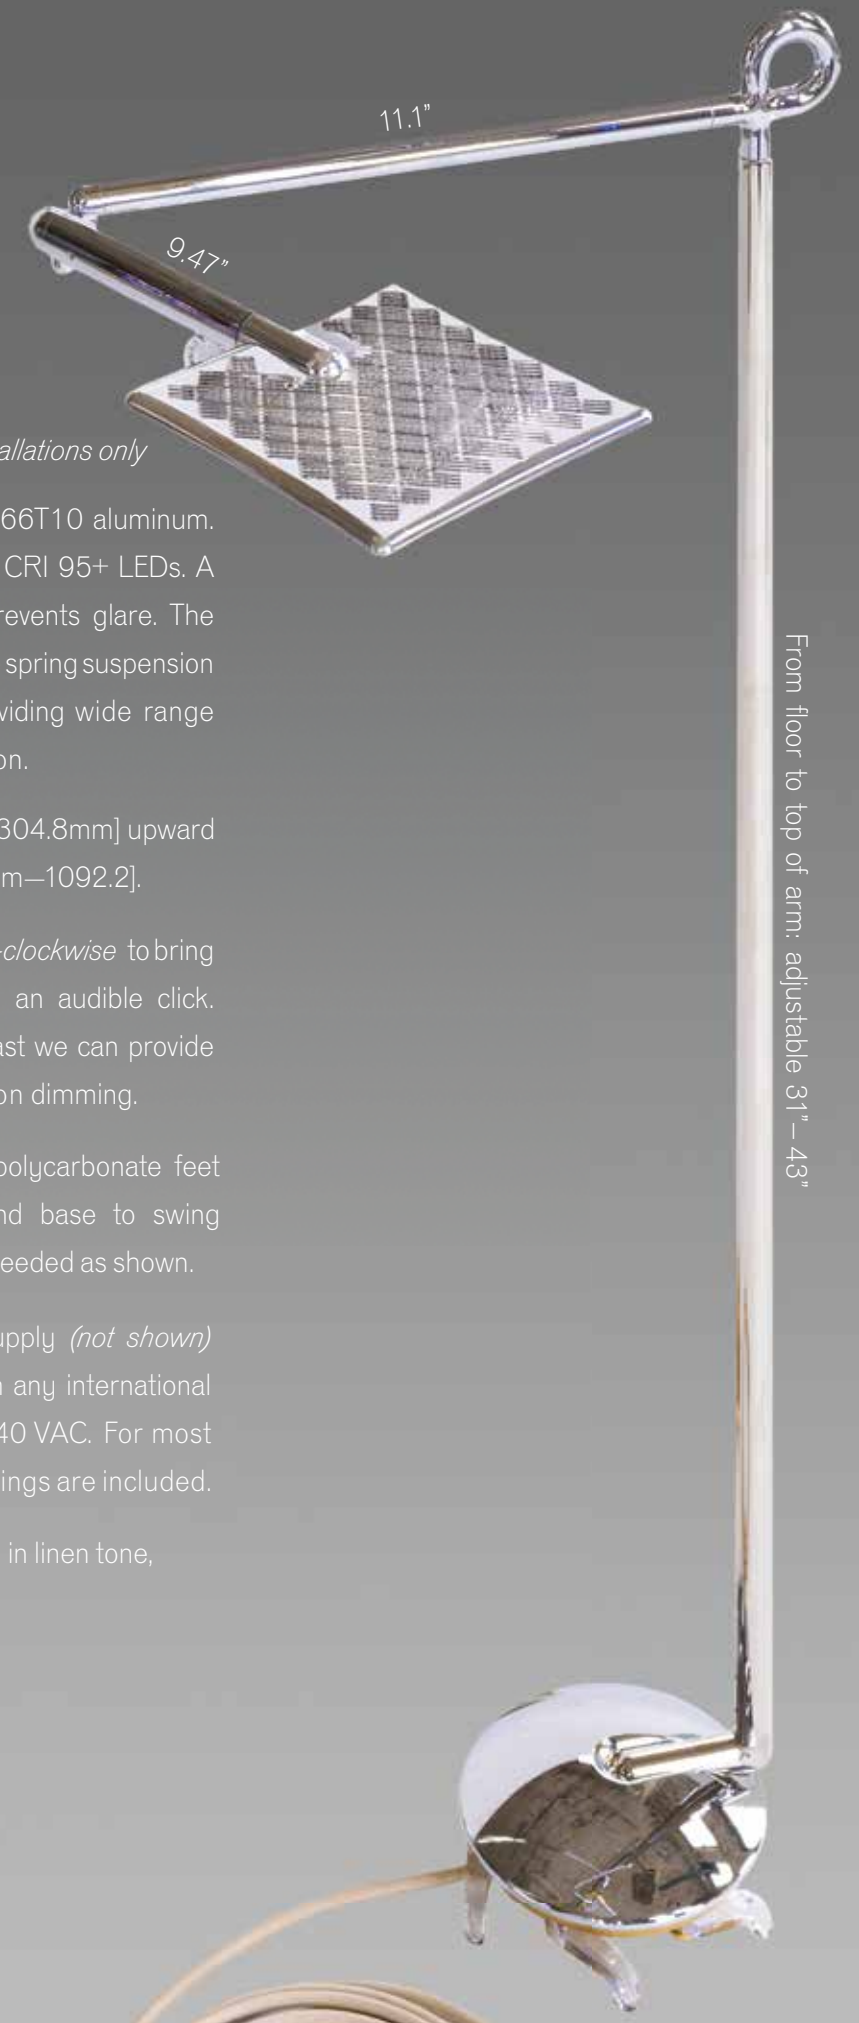 11.1”
9.47”
allations only
66T10 aluminum.
CRI 95+ LEDs. A
revents glare. The
spring suspension
viding wide range
on.
304.8mm] upward
m—1092.2].
-clockwise to bring
an audible click.
ast we can provide
on dimming.
polycarbonate feet
nd base to swing
eeded as shown.
upply (not shown)
n any international
40 VAC. For most
ings are included.
in linen tone,
From floor to top of arm: adjustable 31”—43”